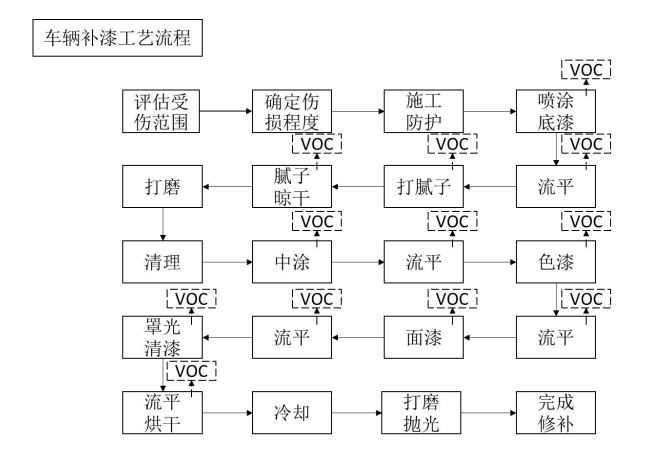 车辆补漆工艺流程
VOC
评估受
伤范围
确定伤
损程度
施工
防护
喷涂
底漆
VOC
VOC
VOC
打磨
腻子
晾干
打腻子
流平
VOC
VOC
VOC
清理
中涂
流平
色漆
VOC
VOC
VOC
VOC
罩光
清漆
流平
面漆
流平
VOC
流平
烘干
冷却
打磨
抛光
完成
修补